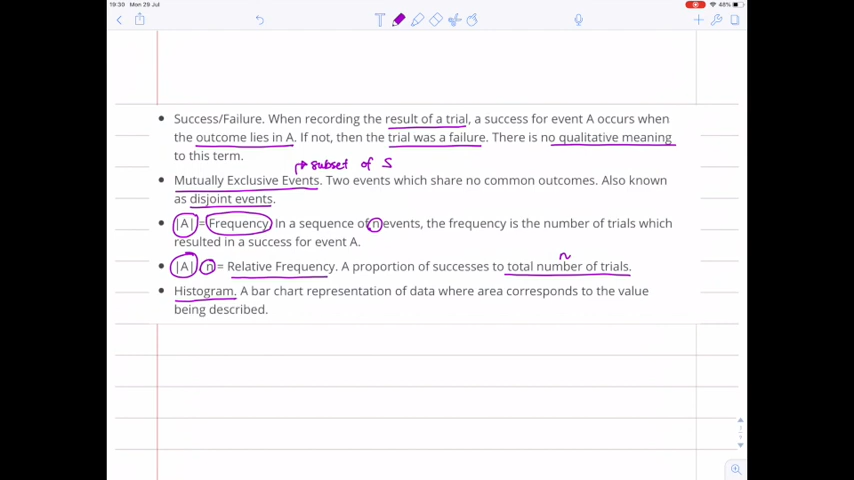 19:30 Mon 29 Jul
48%
T
• Success/Failure. When recording the result of a trial, a success for event A occurs when
the outcome lies in A. If not, then the trial was a failure. There is no qualitative meaning
to this term.
subset of S
• Mutually Exclusive Events. Two events which share no common outcomes. Also known
as disjoint events.
• |A| = Frequency. In a sequence of n events, the frequency is the number of trials which
resulted in a success for event A.
n
• |A|/n = Relative Frequency. A proportion of successes to total number of trials.
• Histogram. A bar chart representation of data where area corresponds to the value
being described.